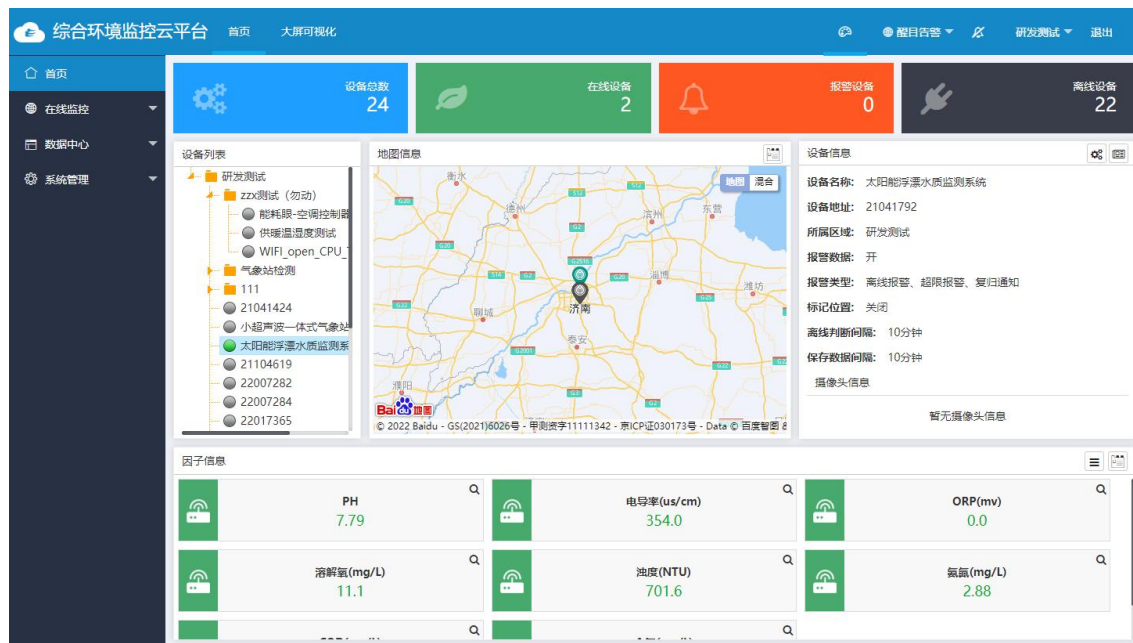 综合环境监控云平台
首页
大屏可视化
醒目告警
研发测试
退出
首页
在线监控
数据中心
系统管理
设备总数
24
在线设备
2
报警设备
0
离线设备
22
设备列表
研发测试
zzx测试（勿动）
能耗眼-空调控制器
供暖温湿度测试
WIFI_open_CPU_
气象站检测
111
21041424
小超声波一体式气象站
太阳能浮漂水质监测系
21104619
22007282
22007284
22017365
地图信息
地图
混合
衡水
德州
滨州
东营
淄博
潍坊
聊城
济南
泰安
濮阳
Bai du 地图
© 2022 Baidu - GS(2021)6026号 - 甲测资字11111342 - 京ICP证030173号 - Data © 百度智图 &
设备信息
设备名称: 太阳能浮漂水质监测系统
设备地址: 21041792
所属区域: 研发测试
报警数据: 开
报警类型: 离线报警、超限报警、复归通知
标记位置: 关闭
离线判断间隔: 10分钟
保存数据间隔: 10分钟
摄像头信息
暂无摄像头信息
因子信息
PH
7.79
电导率(us/cm)
354.0
ORP(mv)
0.0
溶解氧(mg/L)
11.1
浊度(NTU)
701.6
氨氮(mg/L)
2.88